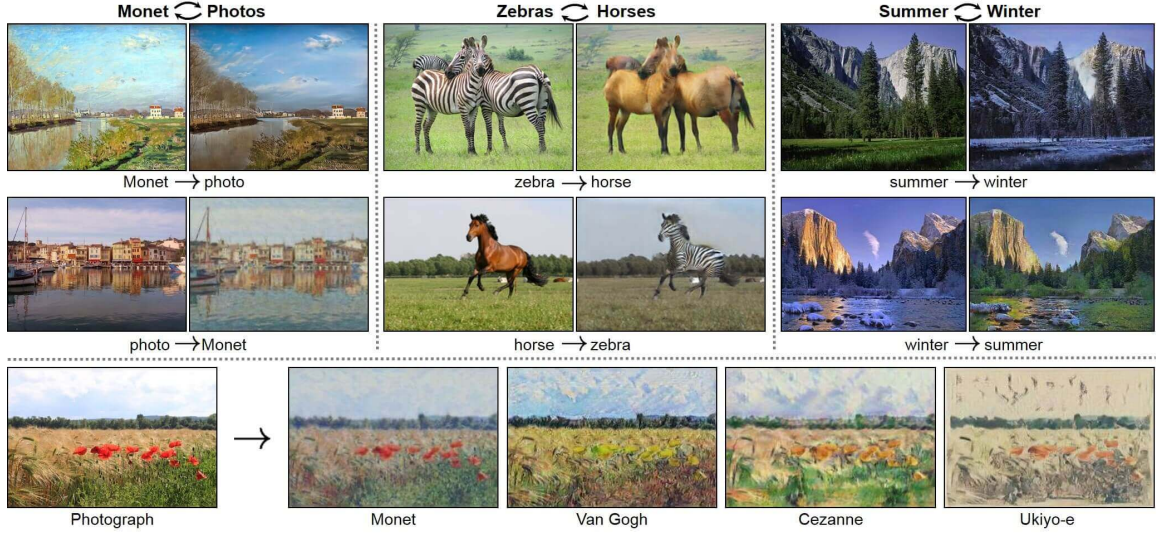 Monet Photos
Zebras Horses
Summer Winter
Monet → photo
zebra → horse
summer → winter
photo → Monet
horse → zebra
winter → summer
Photograph
Monet
Van Gogh
Cezanne
Ukiyo-e